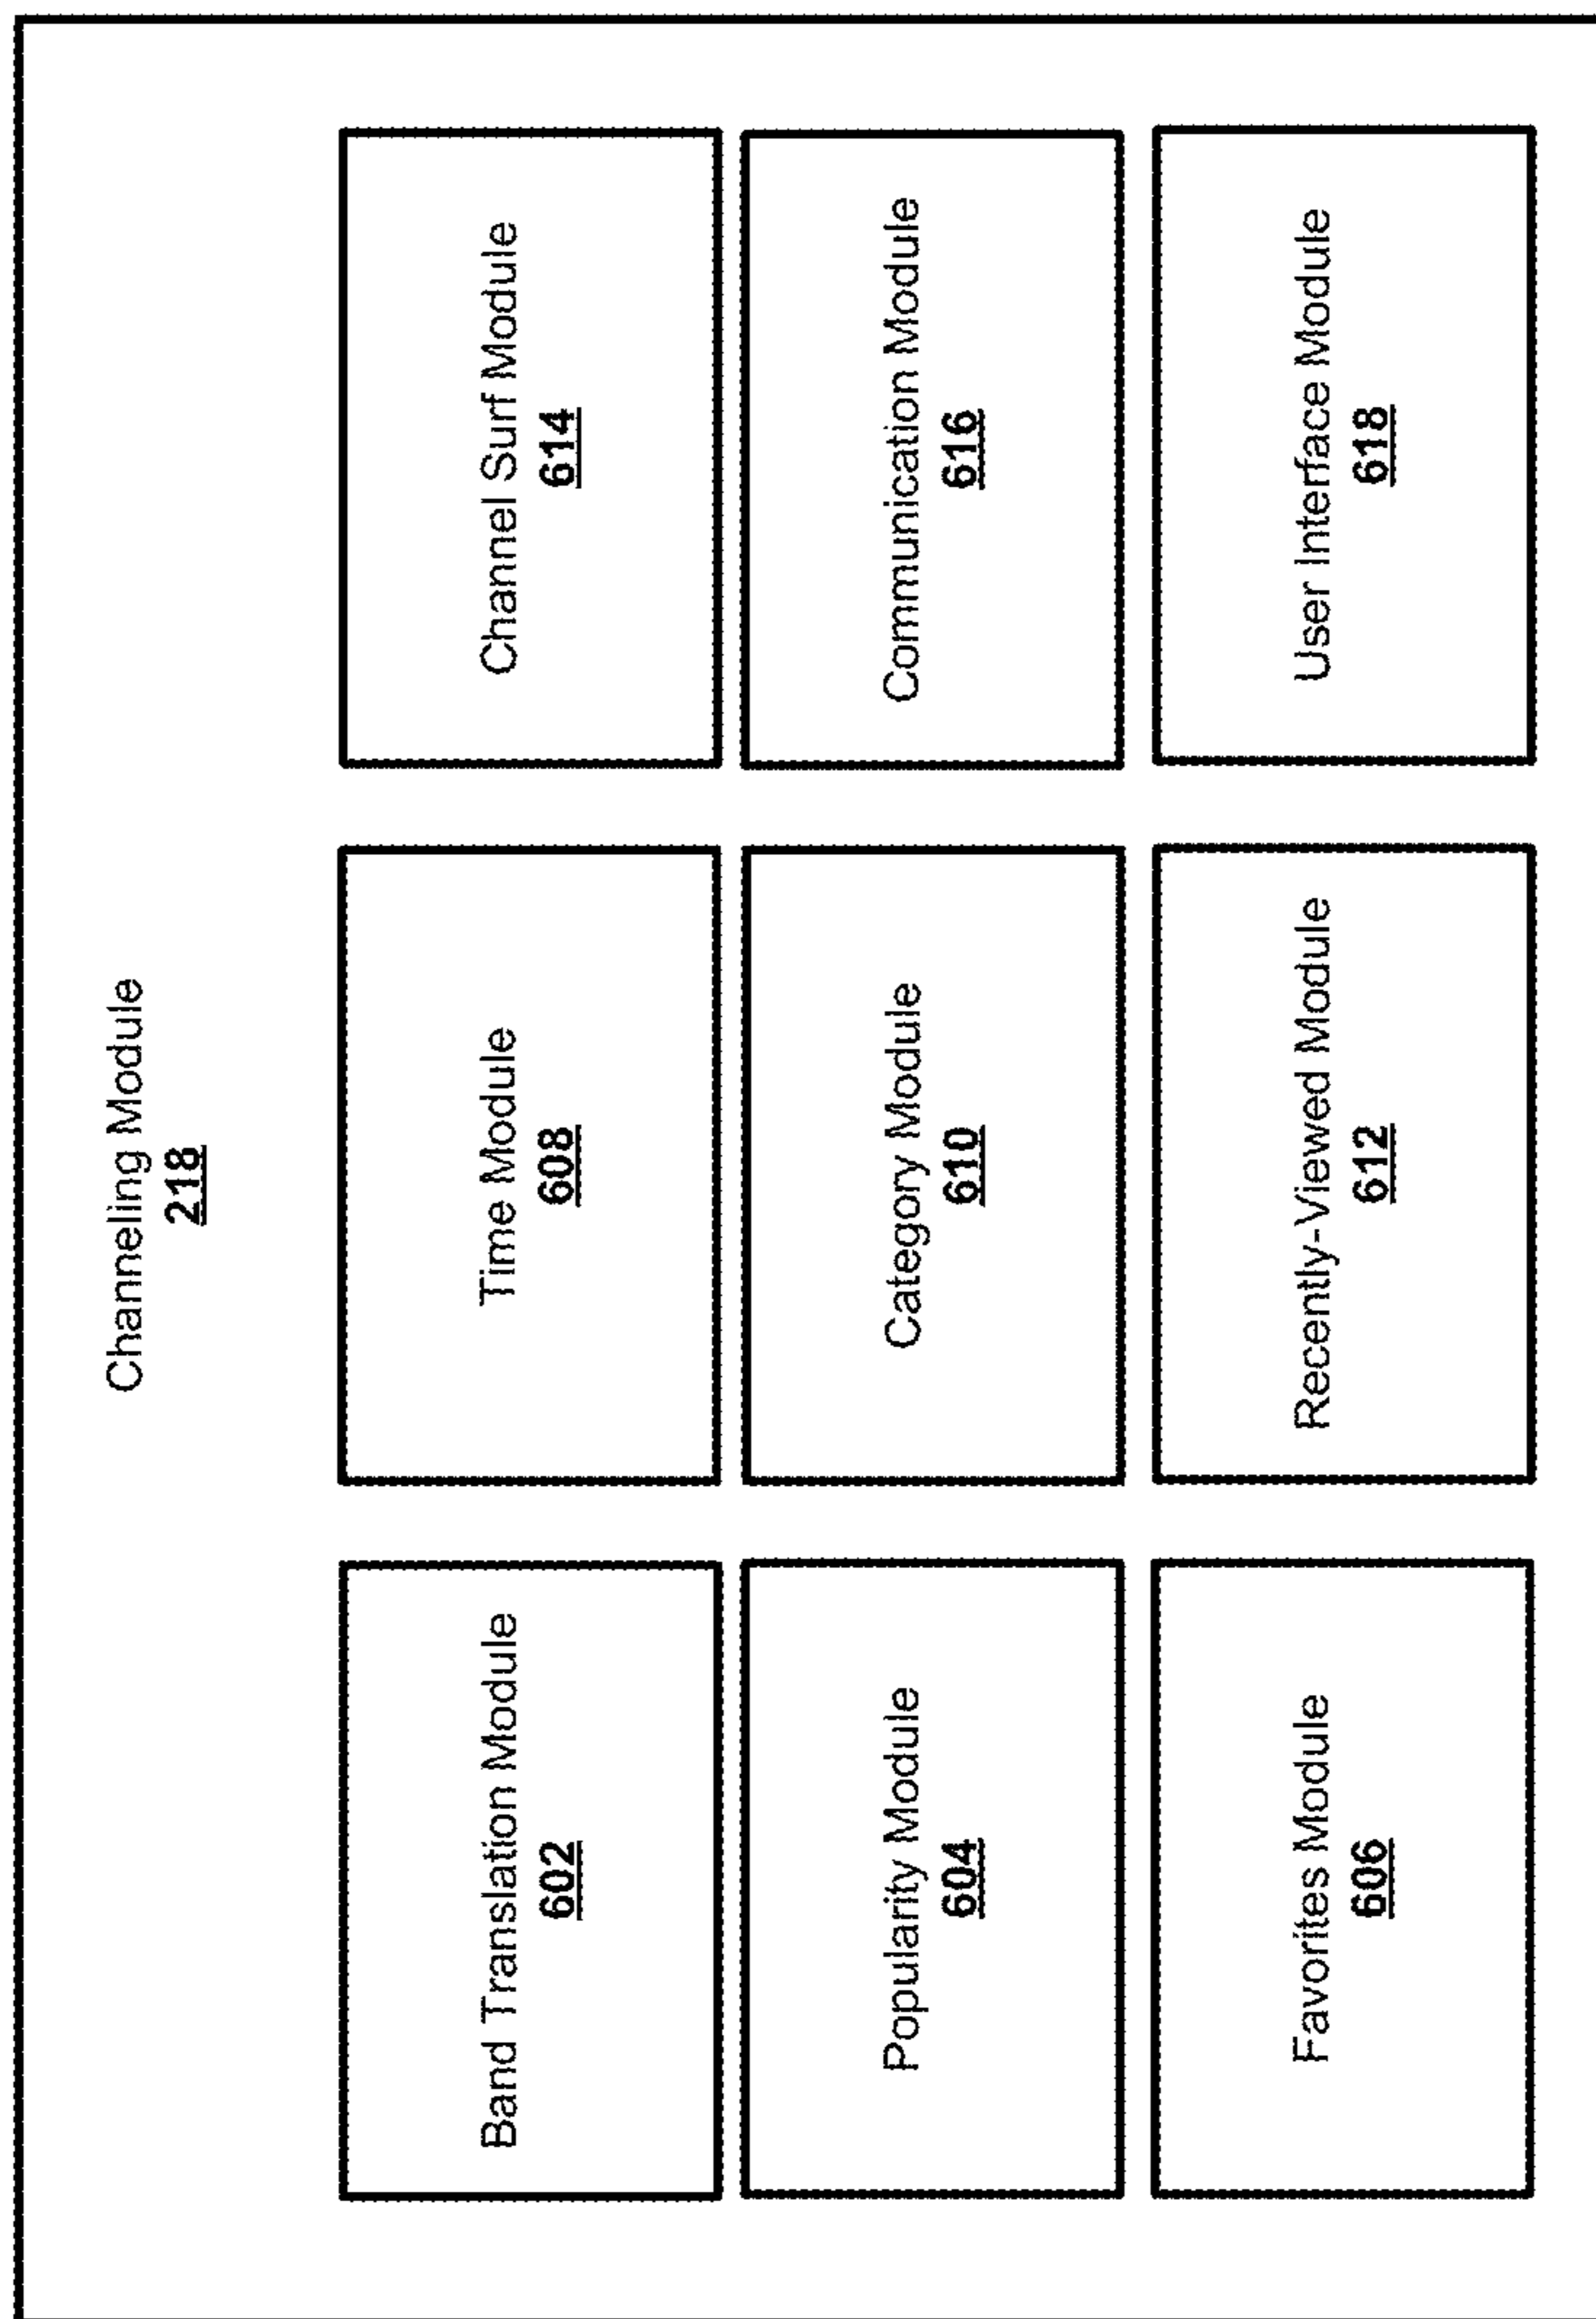 Channeling Module
218
Band Translation Module
602
Time Module
608
Channel Surf Module
614
Popularity Module
604
Category Module
610
Communication Module
616
Favorites Module
606
Recently-Viewed Module
612
User Interface Module
618